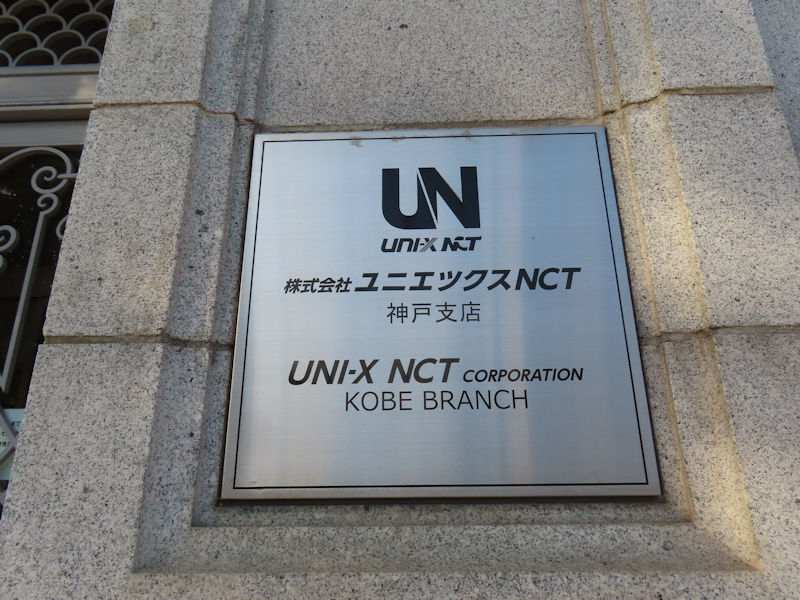 UN
UNI-X NCT
株式会社 ユニエックスNCT
神戸支店
UNI-X NCT CORPORATION
KOBE BRANCH